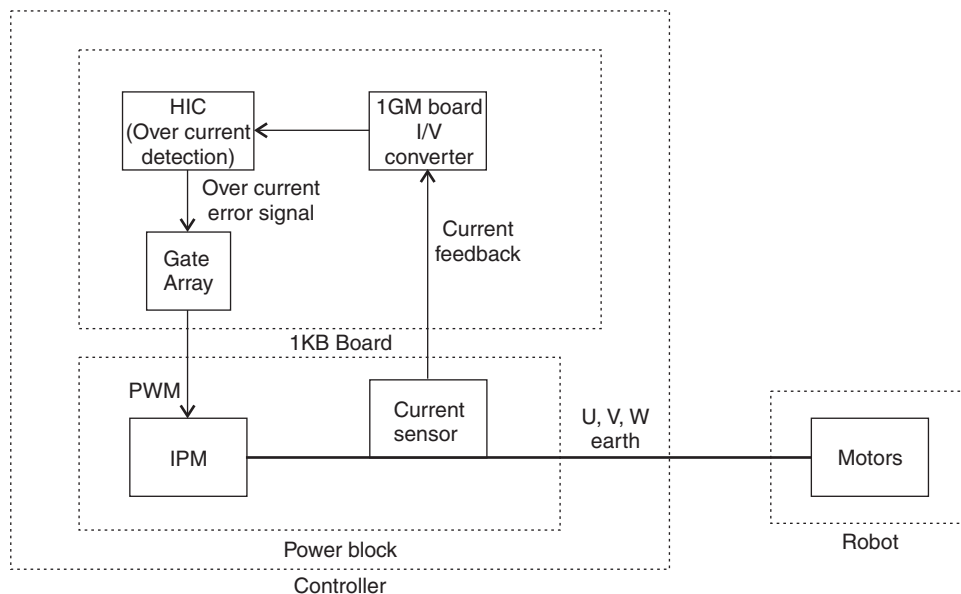 HIC
(Over current
detection)
1GM board
I/V
converter
Over current
error signal
Current
feedback
Gate
Array
1KB Board
PWM
IPM
Current
sensor
U, V, W
earth
Motors
Power block
Robot
Controller